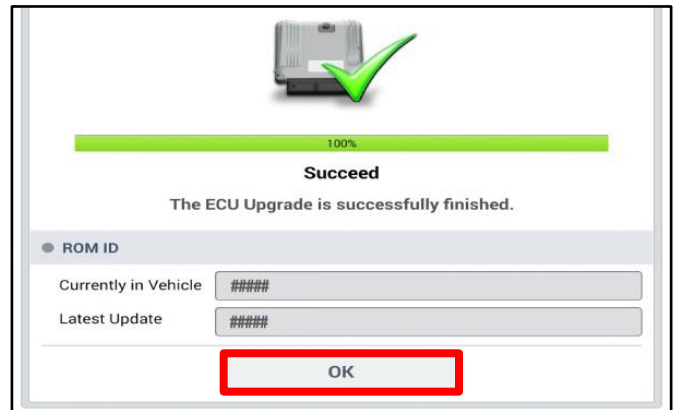 100%
Succeed
The ECU Upgrade is successfully finished.
ROM ID
Currently in Vehicle #####
Latest Update #####
OK